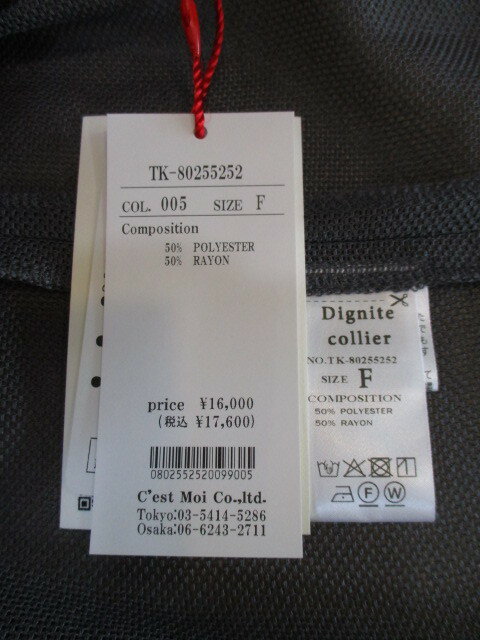 TK-80255252
COL. 005 SIZE F
Composition
50% POLYESTER
50% RAYON
price ¥16,000
(税込 ¥17,600)
0802552520099005
C'est Moi Co.,ltd.
Tokyo:03-5414-5286
Osaka:06-6243-2711
Dignite
collier
NO.TK-80255252
SIZE F
COMPOSITION
50% POLYESTER
50% RAYON
F W